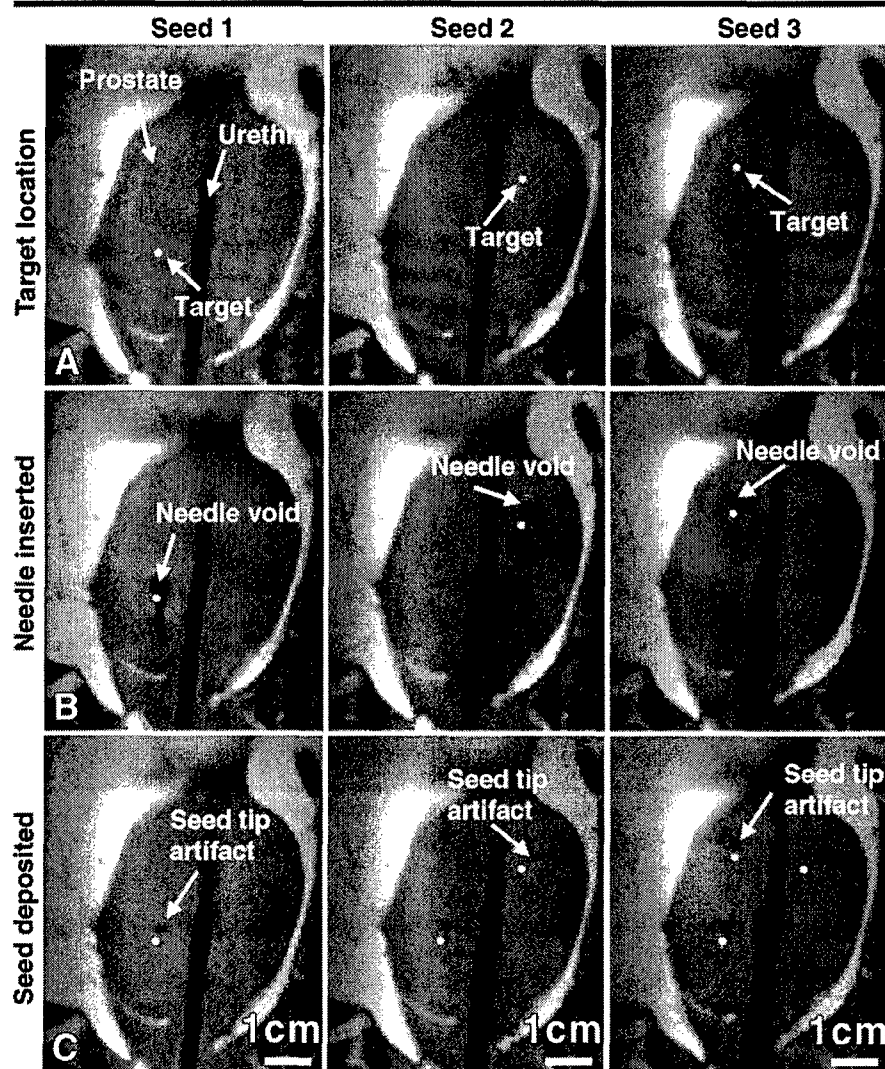 Seed 1 Seed 2 Seed 3
Target location
Prostate
Urethra
Target
A
Target
Target
Needle inserted
Needle void
B
Needle void
Needle void
Seed deposited
Seed tip
artifact
C
1cm
Seed tip
artifact
Seed tip
artifact
1cm